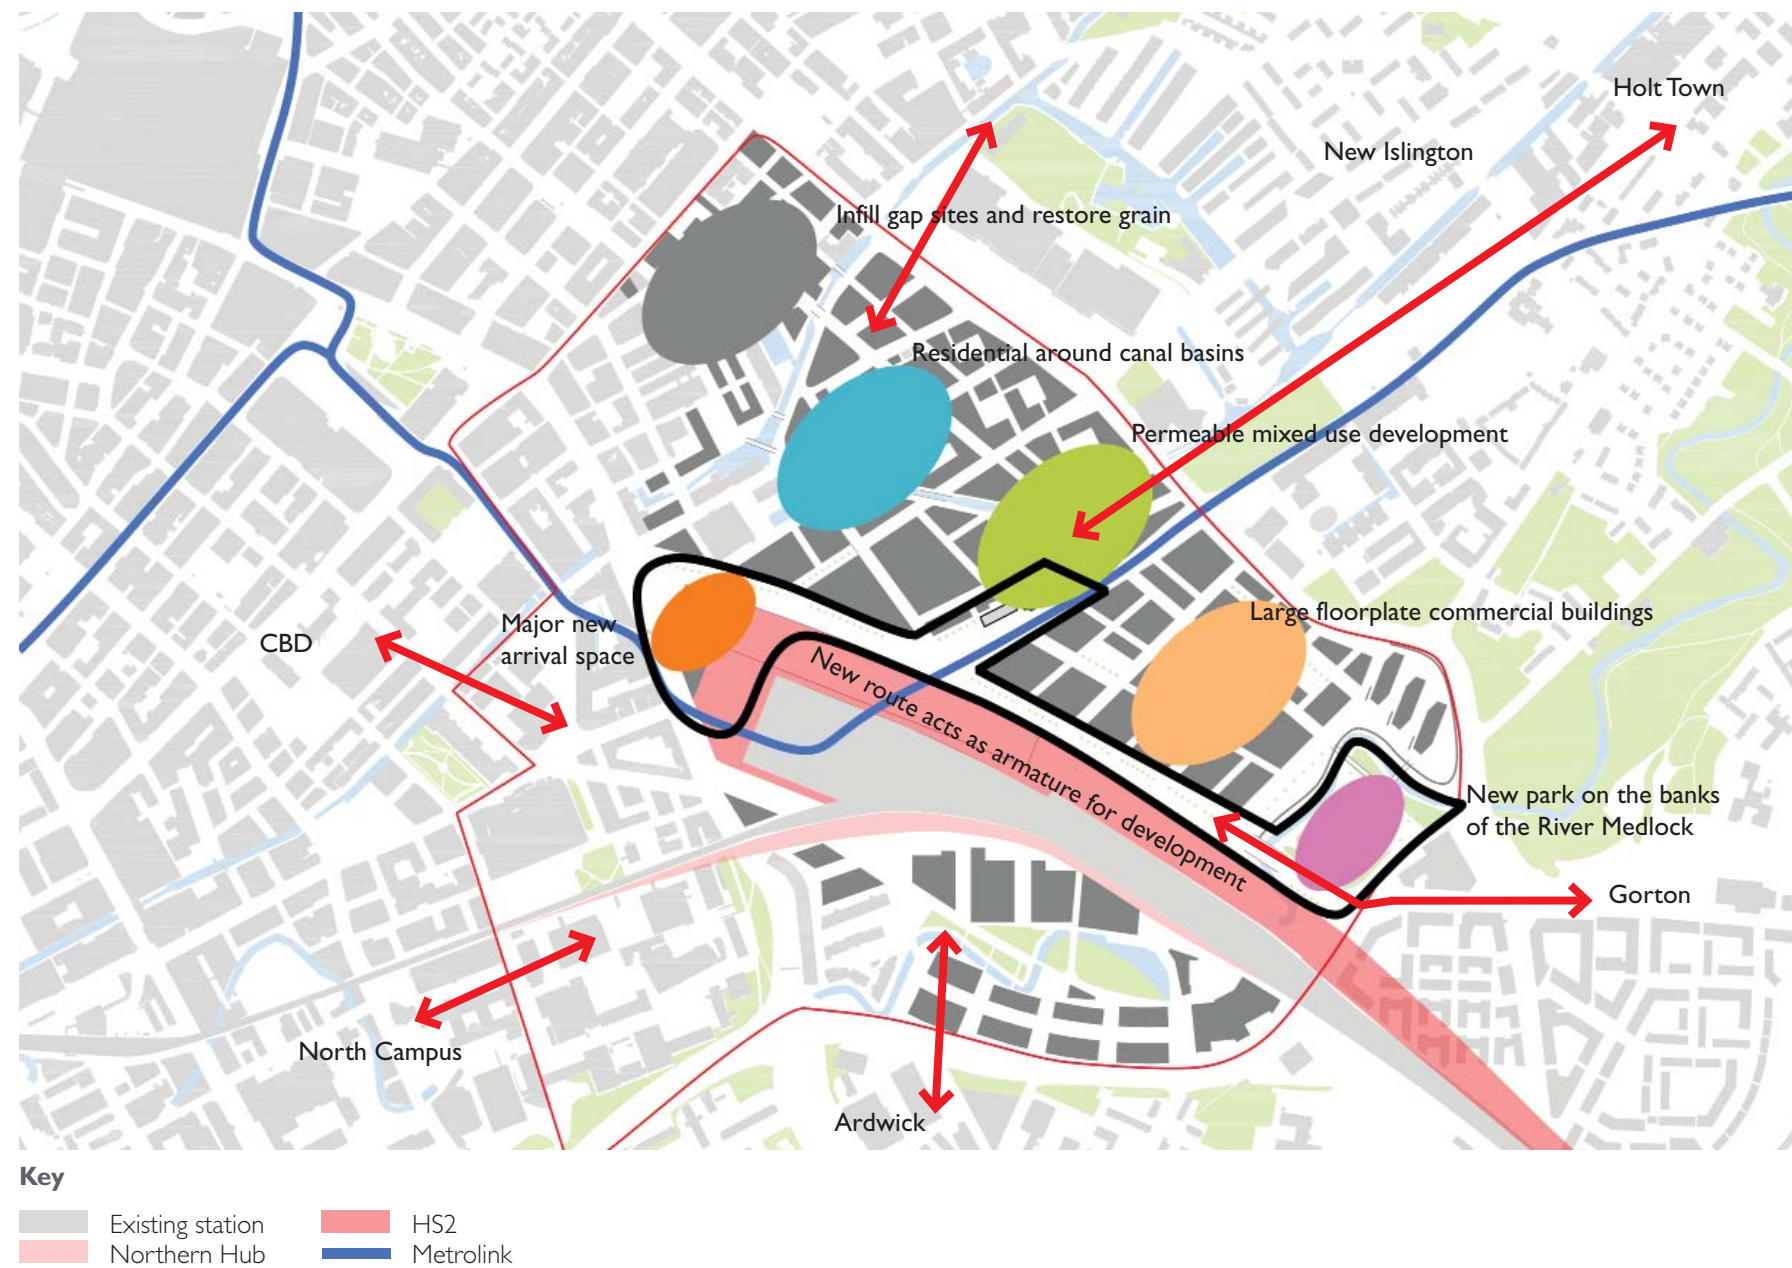 Holt Town
New Islington
Infill gap sites and restore grain
Residential around canal basins
Permeable mixed use development
Large floorplate commercial buildings
Major new
arrival space
CBD
New route acts as armature for development
New park on the banks
of the River Medlock
Gorton
North Campus
Ardwick
Key
Existing station
HS2
Northern Hub
Metrolink